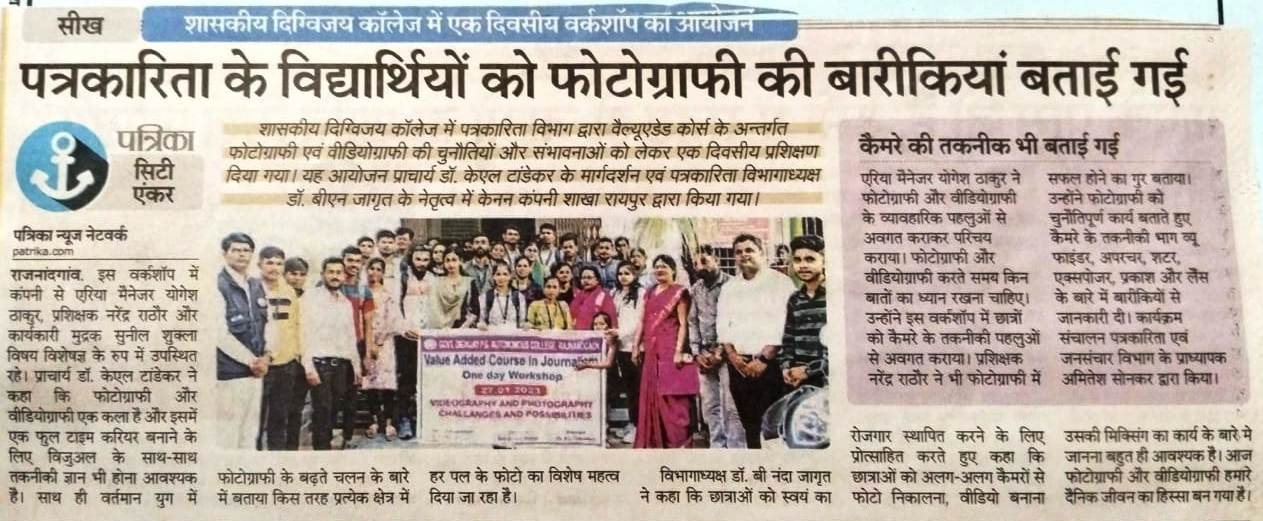 सीख
शासकीय दिग्विजय कॉलेज में एक दिवसीय वर्कशॉप का आयोजन
पत्रकारिता के विद्यार्थियों को फोटोग्राफी की बारीकियां बताई गई
पत्रिका
सिटी
एंकर
पत्रिका न्यूज नेटवर्क
patrika.com
राजनांदगांव. इस वर्कशॉप में
कंपनी से एरिया मैनेजर योगेश
ठाकुर, प्रशिक्षक नरेंद्र राठौर और
कार्यकारी मुद्रक सुनील शुक्ला
विषय विशेषज्ञ के रुप में उपस्थित
रहे। प्राचार्य डॉ. केएल टांडेकर ने
कहा कि फोटोग्राफी और
वीडियोग्राफी एक कला है और इसमें
एक फुल टाइम करियर बनाने के
लिए विजुअल के साथ-साथ
तकनीकी ज्ञान भी होना आवश्यक
है। साथ ही वर्तमान युग में
शासकीय दिग्विजय कॉलेज में पत्रकारिता विभाग द्वारा वैल्यूएडेड कोर्स के अन्तर्गत
फोटोग्राफी एवं वीडियोग्राफी की चुनौतियों और संभावनाओं को लेकर एक दिवसीय प्रशिक्षण
दिया गया। यह आयोजन प्राचार्य डॉ. केएल टांडेकर के मार्गदर्शन एवं पत्रकारिता विभागाध्यक्ष
डॉ. बीएन जागृत के नेतृत्व में केनन कंपनी शाखा रायपुर द्वारा किया गया।
GOVT. DIGVIJAY P.G. AUTONOMOUS COLLEGE, RAJNANDGAON
Value Added Course In Journalism
One day Workshop
27.01.2023
VIDEOGRAPHY AND PHOTOGRAPHY
CHALLANGES AND POSSIBILITIES
फोटोग्राफी के बढ़ते चलन के बारे
में बताया किस तरह प्रत्येक क्षेत्र में
हर पल के फोटो का विशेष महत्व
दिया जा रहा है।
विभागाध्यक्ष डॉ. बी नंदा जागृत
ने कहा कि छात्राओं को स्वयं का
रोजगार स्थापित करने के लिए
प्रोत्साहित करते हुए कहा कि
छात्राओं को अलग-अलग कैमरों से
फोटो निकालना, वीडियो बनाना
उसकी मिक्सिंग का कार्य के बारे मे
जानना बहुत ही आवश्यक है। आज
फोटोग्राफी और वीडियोग्राफी हमारे
दैनिक जीवन का हिस्सा बन गया है।
कैमरे की तकनीक भी बताई गई
एरिया मैनेजर योगेश ठाकुर ने
फोटोग्राफी और वीडियोग्राफी
के व्यावहारिक पहलुओं से
अवगत कराकर परिचय
कराया। फोटोग्राफी और
वीडियोग्राफी करते समय किन
बातों का ध्यान रखना चाहिए।
उन्होंने इस वर्कशॉप में छात्रों
को कैमरे के तकनीकी पहलुओं
से अवगत कराया। प्रशिक्षक
नरेंद्र राठौर ने भी फोटोग्राफी में
सफल होने का गुर बताया।
उन्होंने फोटोग्राफी को
चुनौतिपूर्ण कार्य बताते हुए
कैमरे के तकनीकी भाग व्यू
फाइंडर, अपरचर, शटर,
एक्सपोजर, प्रकाश और लैंस
के बारे में बारीकियों से
जानकारी दी। कार्यक्रम
संचालन पत्रकारिता एवं
जनसंचार विभाग के प्राध्यापक
अमितेश सोनकर द्वारा किया।